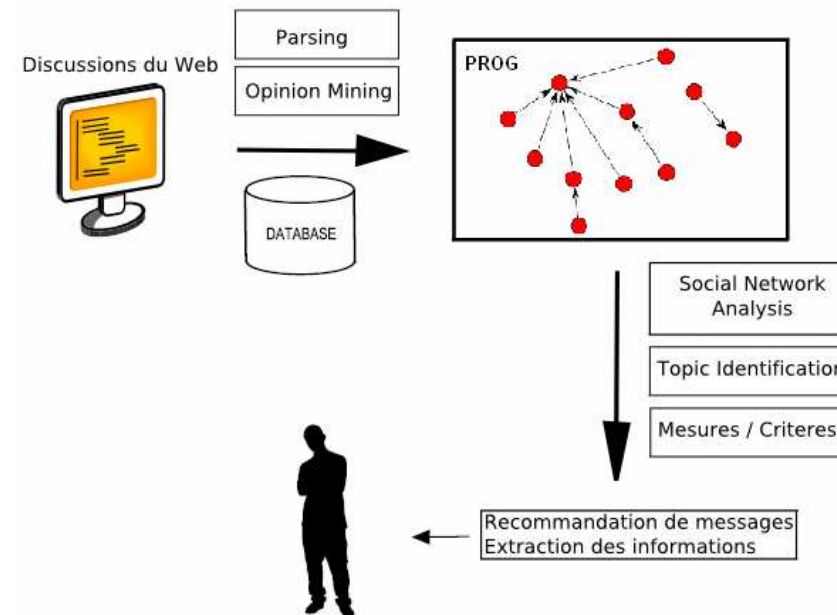 Discussions du Web
Parsing
Opinion Mining
DATABASE
PROG
Social Network
Analysis
Topic Identification
Mesures / Criteres
Recommandation de messages
Extraction des informations